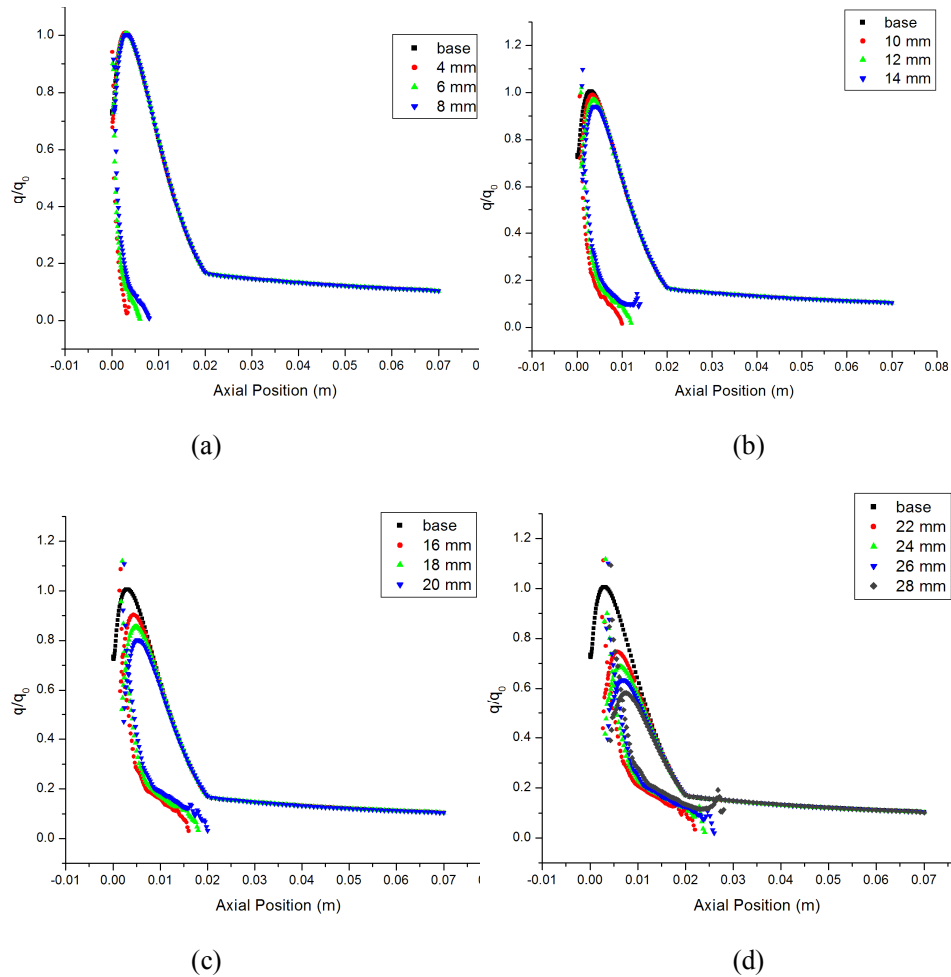 1.0
0.8
0.6
0.4
0.2
0.0
q/q0
-0.01 0.00 0.01 0.02 0.03 0.04 0.05 0.06 0.07
Axial Position (m)
base
4 mm
6 mm
8 mm
(a)
1.2
1.0
0.8
0.6
0.4
0.2
0.0
q/q0
-0.01 0.00 0.01 0.02 0.03 0.04 0.05 0.06 0.07 0.08
Axial Position (m)
base
10 mm
12 mm
14 mm
(b)
1.2
1.0
0.8
0.6
0.4
0.2
0.0
q/q0
-0.01 0.00 0.01 0.02 0.03 0.04 0.05 0.06 0.07
Axial Position (m)
base
16 mm
18 mm
20 mm
(c)
1.2
1.0
0.8
0.6
0.4
0.2
0.0
q/q0
-0.01 0.00 0.01 0.02 0.03 0.04 0.05 0.06 0.07 0.08
Axial Position (m)
base
22 mm
24 mm
26 mm
28 mm
(d)